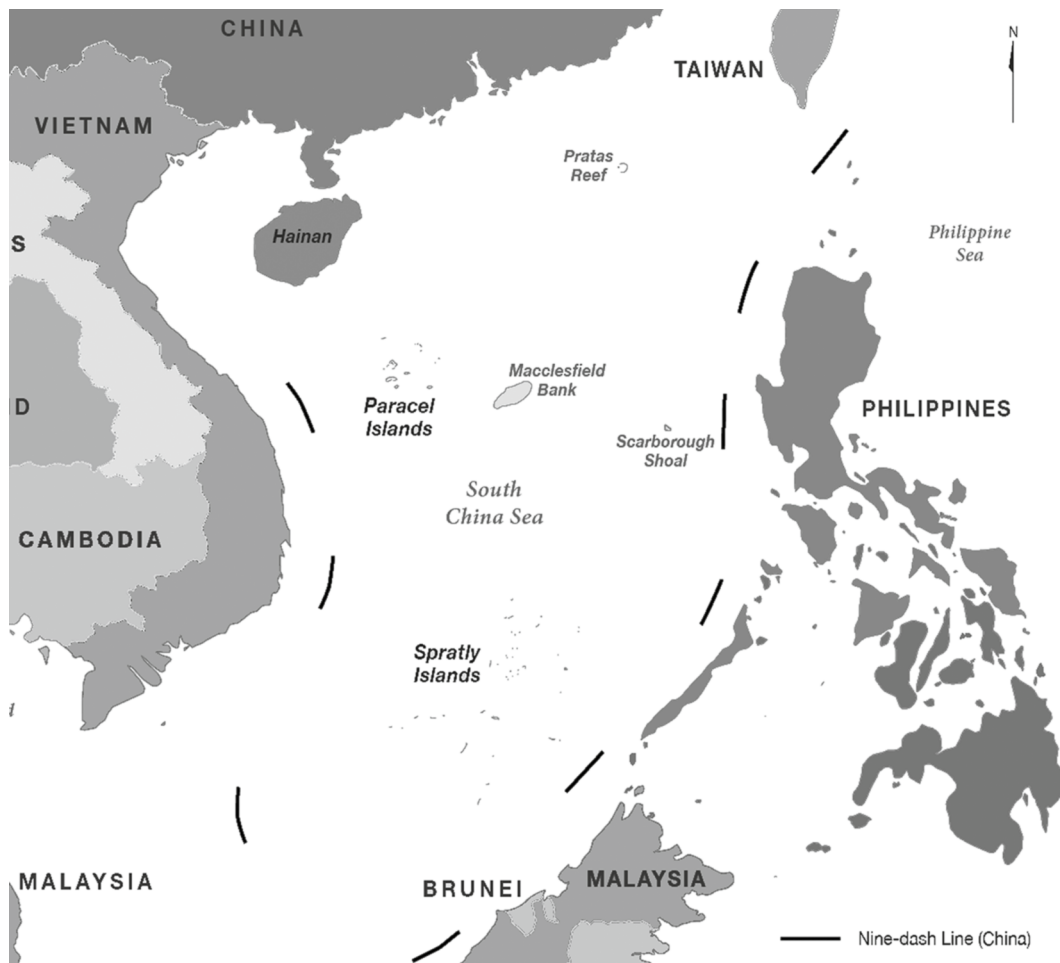 CHINA
TAIWAN
N
VIETNAM
Pratas
Reef
Hainan
S
Philippine
Sea
Macclesfield
Bank
Paracel
Islands
D
PHILIPPINES
Scarborough
Shoal
South
China Sea
CAMBODIA
Spratly
Islands
d
MALAYSIA
BRUNEI
MALAYSIA
Nine-dash Line (China)